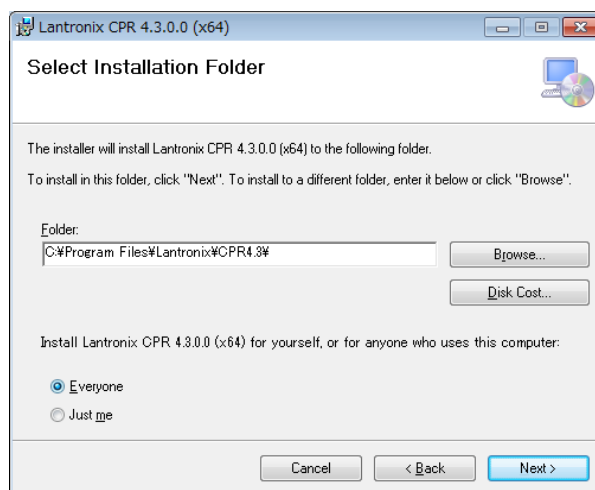 Lantronix CPR 4.3.0.0 (x64)
Select Installation Folder
The installer will install Lantronix CPR 4.3.0.0 (x64) to the following folder.
To install in this folder, click "Next". To install to a different folder, enter it below or click "Browse".
Folder:
C:¥Program Files¥Lantronix¥CPR4.3¥
Browse...
Disk Cost...
Install Lantronix CPR 4.3.0.0 (x64) for yourself, or for anyone who uses this computer:
Everyone
Just me
Cancel
< Back
Next >